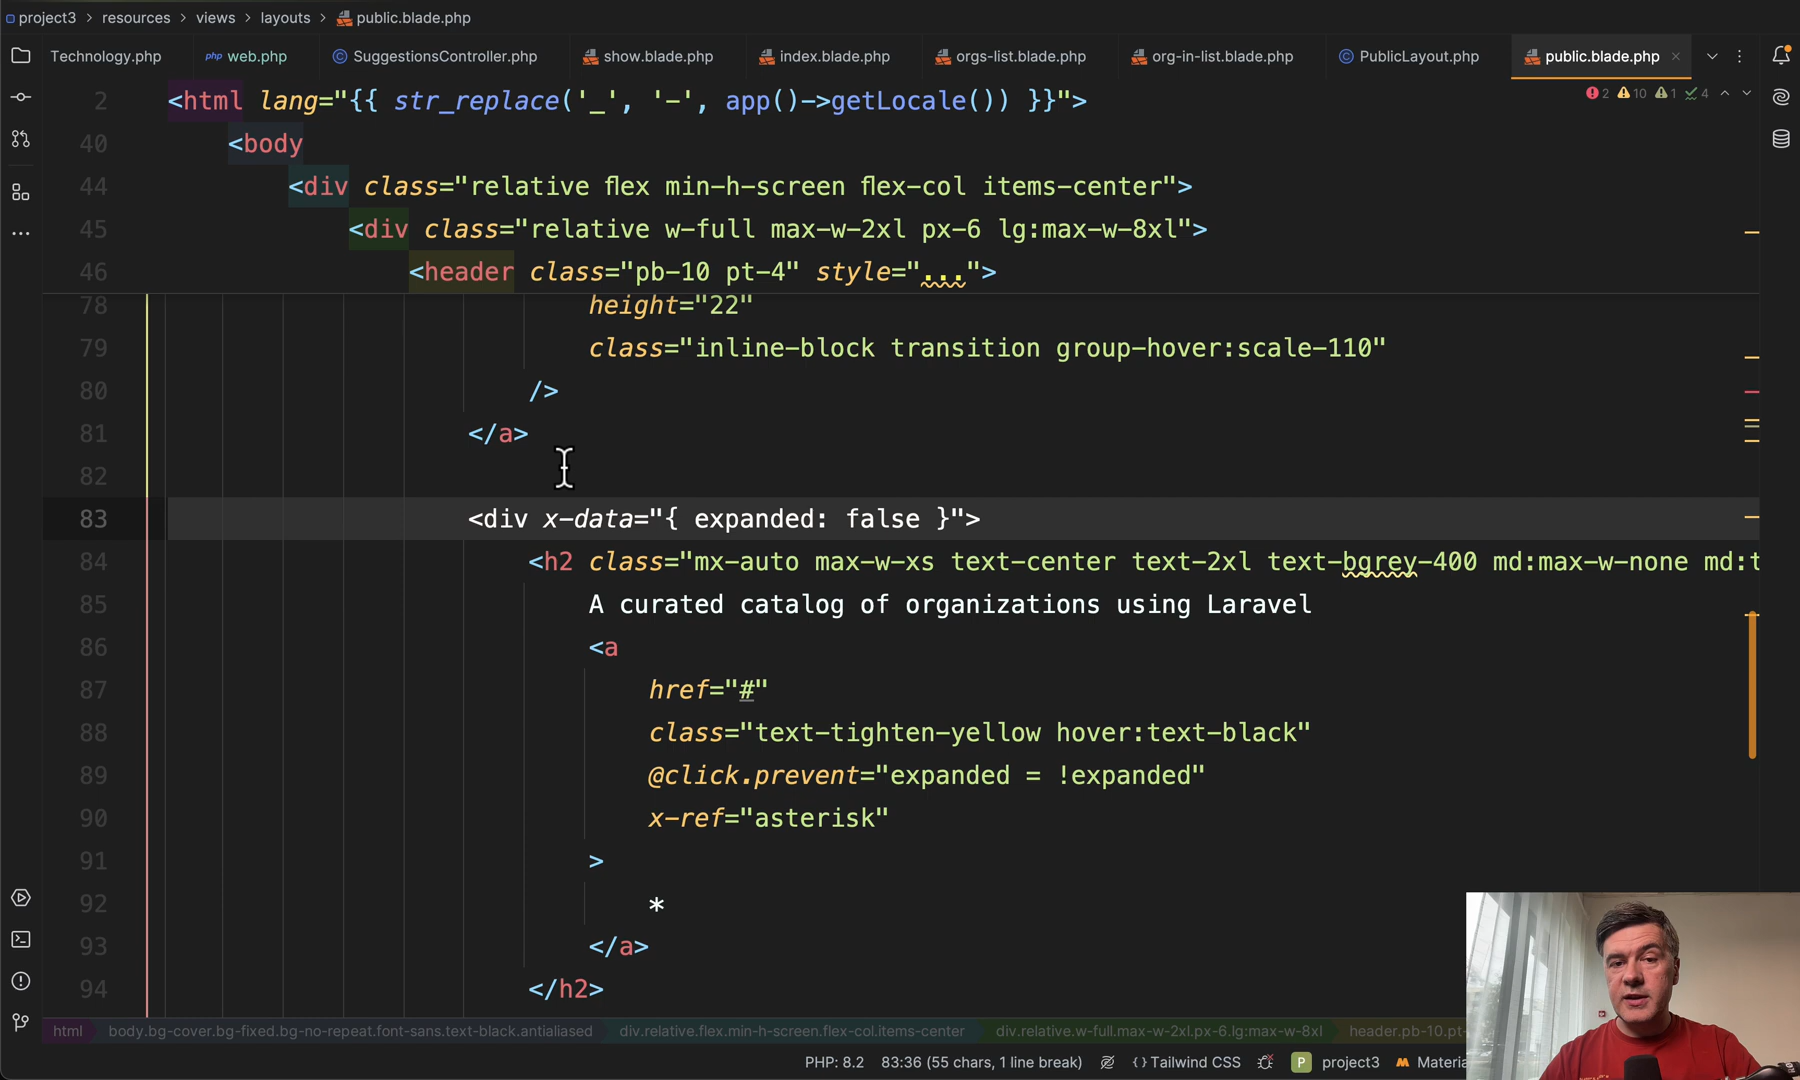 project3 > resources > views > layouts > public.blade.php
Technology.php
php web.php
SuggestionsController.php
show.blade.php
index.blade.php
orgs-list.blade.php
org-in-list.blade.php
PublicLayout.php
public.blade.php
2 10 1 4
2 <html lang="{{ str_replace('_', '-', app()->getLocale()) }}">
40 <body
44 <div class="relative flex min-h-screen flex-col items-center">
45 <div class="relative w-full max-w-2xl px-6 lg:max-w-8xl">
46 <header class="pb-10 pt-4" style="...">
78 height="22"
79 class="inline-block transition group-hover:scale-110"
80 />
81 </a>
82
83 <div x-data="{ expanded: false }">
84 <h2 class="mx-auto max-w-xs text-center text-2xl text-bgrey-400 md:max-w-none md:t
85 A curated catalog of organizations using Laravel
86 <a
87 href="#"
88 class="text-tighten-yellow hover:text-black"
89 @click.prevent="expanded = !expanded"
90 x-ref="asterisk"
91 >
92 *
93 </a>
94 </h2>
html body.bg-cover.bg-fixed.bg-no-repeat.font-sans.text-black.antialiased div.relative.flex.min-h-screen.flex-col.items-center div.relative.w-full.max-w-2xl.px-6.lg:max-w-8xl header.pb-10.pt-
PHP: 8.2 83:36 (55 chars, 1 line break) {} Tailwind CSS P project3 Materia